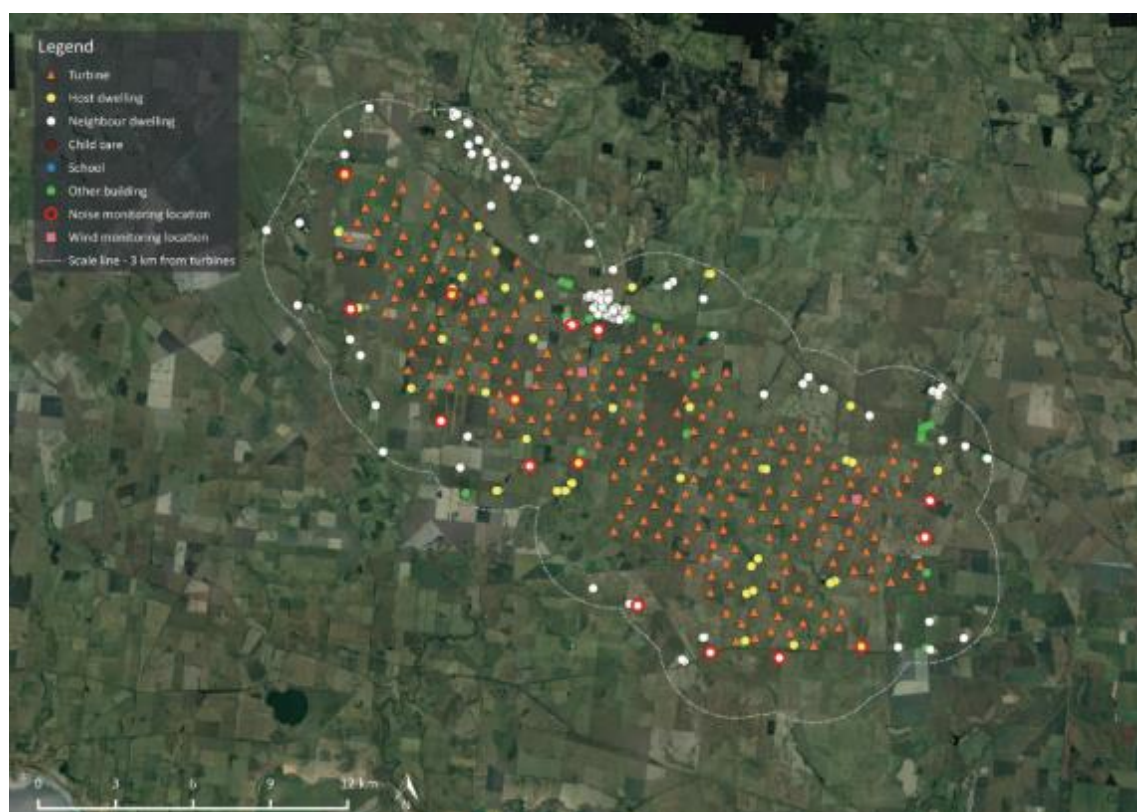 Legend
Turbine
Host dwelling
Neighbour dwelling
Child care
School
Other building
Noise monitoring location
Wind monitoring location
Scale line - 3 km from turbines
0 3 6 9 12 km